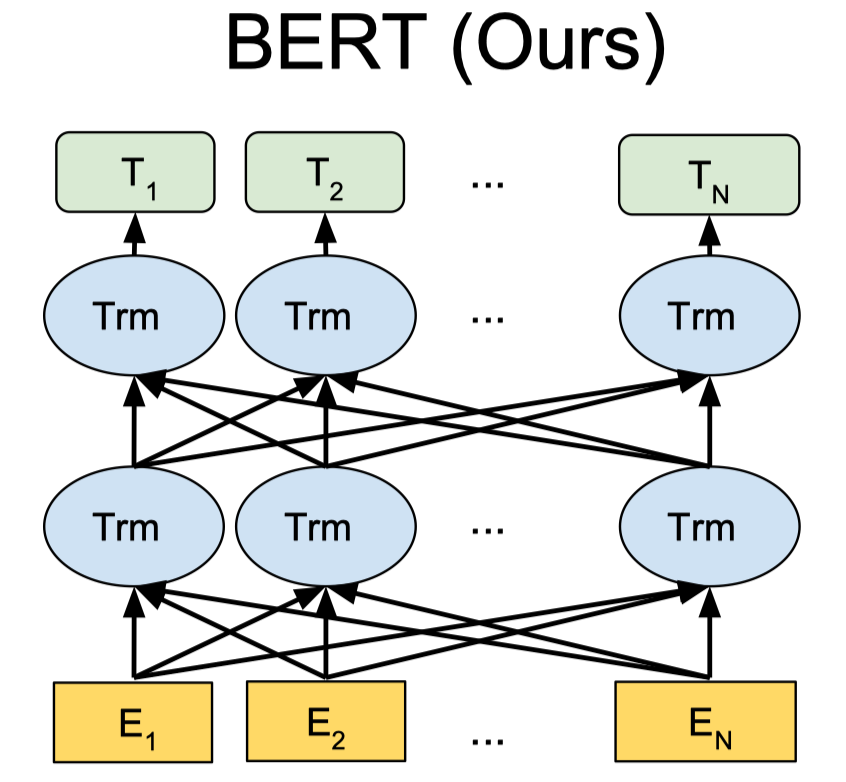 BERT (Ours)
T1 T2 ... TN
Trm Trm ... Trm
Trm Trm ... Trm
E1 E2 ... EN